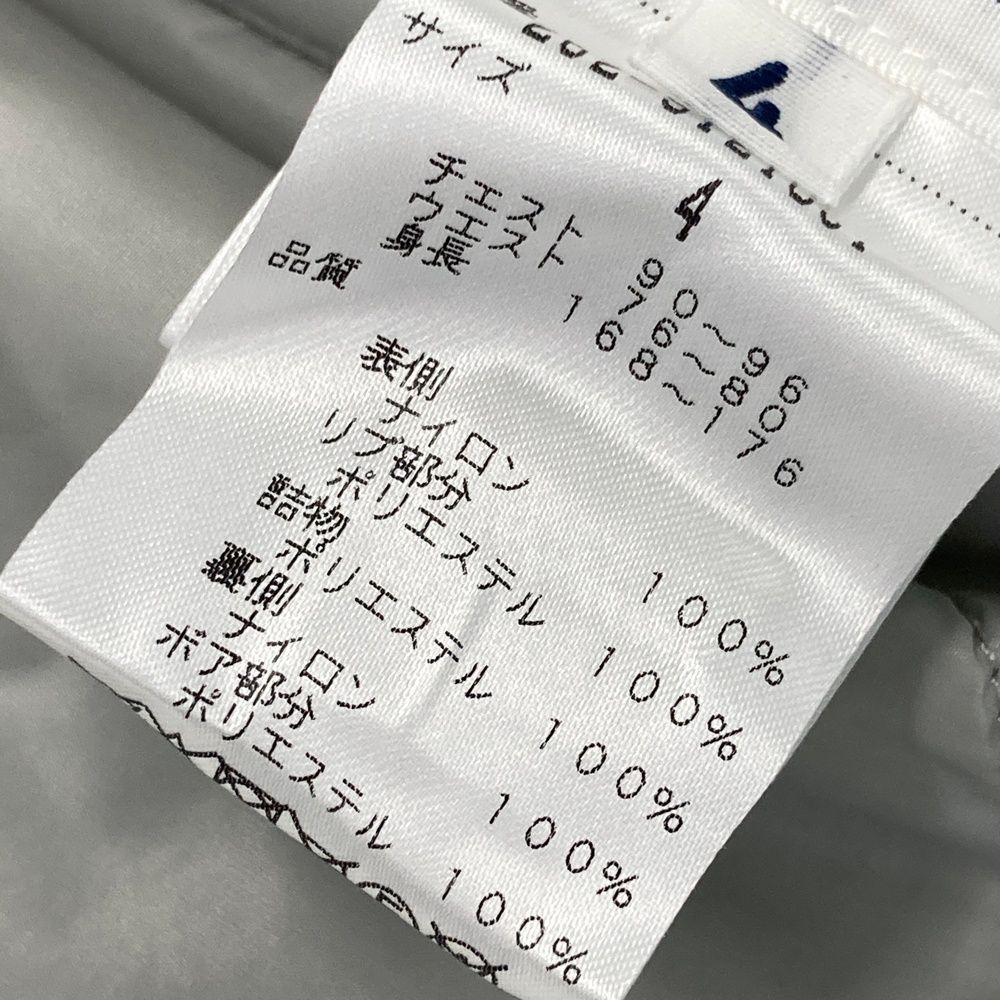 サイズ
4
チェスト 90～96
ウエスト 76～80
身長 168～176
品質
表側
ナイロン 100%
リブ部分
ポリエステル 100%
詰物
ポリエステル 100%
裏側
ナイロン 100%
ボア部分
ポリエステル 100%